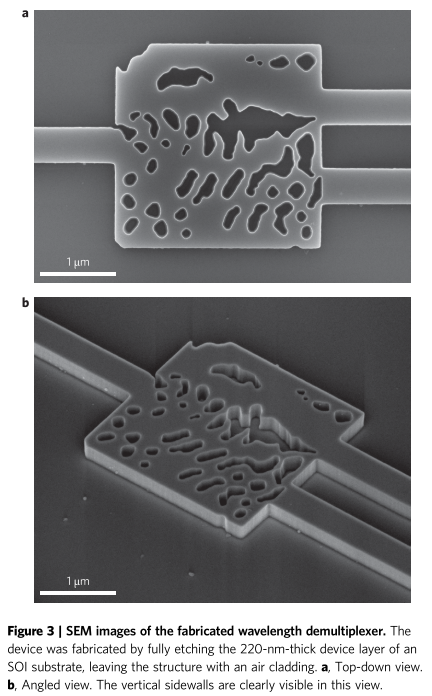 a
1 μm
b
1 μm
Figure 3 | SEM images of the fabricated wavelength demultiplexer. The
device was fabricated by fully etching the 220-nm-thick device layer of an
SOI substrate, leaving the structure with an air cladding. a, Top-down view.
b, Angled view. The vertical sidewalls are clearly visible in this view.